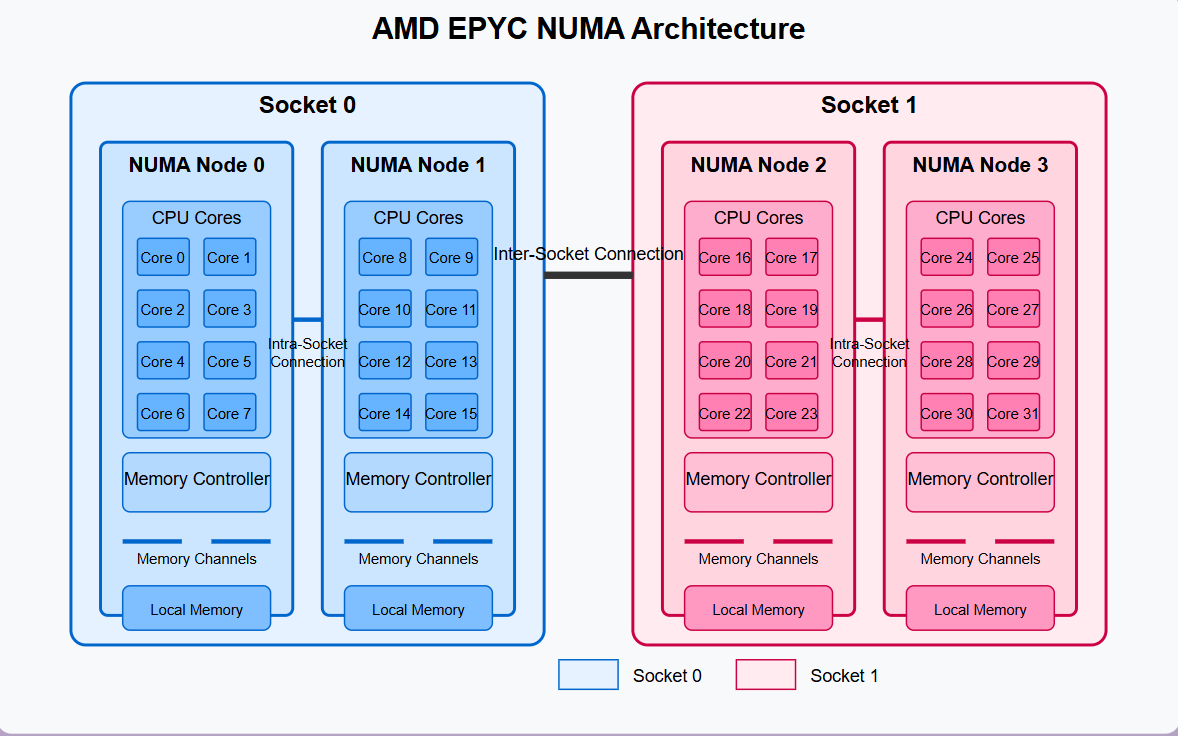 AMD EPYC NUMA Architecture
Socket 0
NUMA Node 0
CPU Cores
Core 0
Core 1
Core 2
Core 3
Core 4
Core 5
Core 6
Core 7
Memory Controller
Memory Channels
Local Memory
Intra-Socket
Connection
NUMA Node 1
CPU Cores
Core 8
Core 9
Core 10
Core 11
Core 12
Core 13
Core 14
Core 15
Memory Controller
Memory Channels
Local Memory
Inter-Socket Connection
Socket 1
NUMA Node 2
CPU Cores
Core 16
Core 17
Core 18
Core 19
Core 20
Core 21
Core 22
Core 23
Memory Controller
Memory Channels
Local Memory
Intra-Socket
Connection
NUMA Node 3
CPU Cores
Core 24
Core 25
Core 26
Core 27
Core 28
Core 29
Core 30
Core 31
Memory Controller
Memory Channels
Local Memory
Socket 0
Socket 1